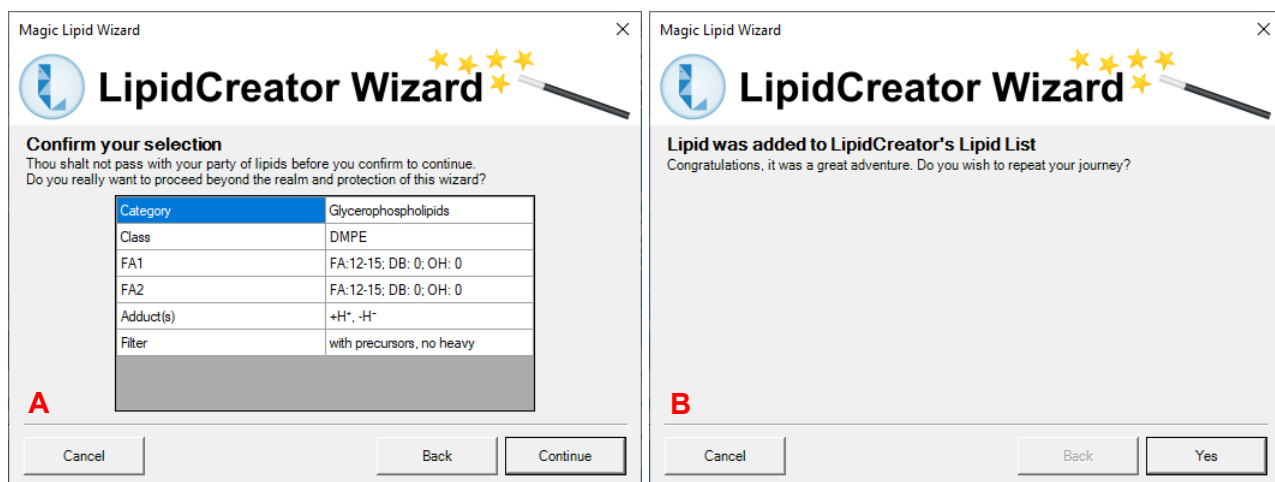 Magic Lipid Wizard
LipidCreator Wizard
Confirm your selection
Thou shalt not pass with your party of lipids before you confirm to continue.
Do you really want to proceed beyond the realm and protection of this wizard?
Category Glycerophospholipids
Class DMPE
FA1 FA:12-15; DB: 0; OH: 0
FA2 FA:12-15; DB: 0; OH: 0
Adduct(s) +H⁺, -H⁻
Filter with precursors, no heavy
A
Cancel Back Continue
Magic Lipid Wizard
LipidCreator Wizard
Lipid was added to LipidCreator's Lipid List
Congratulations, it was a great adventure. Do you wish to repeat your journey?
B
Cancel Back Yes